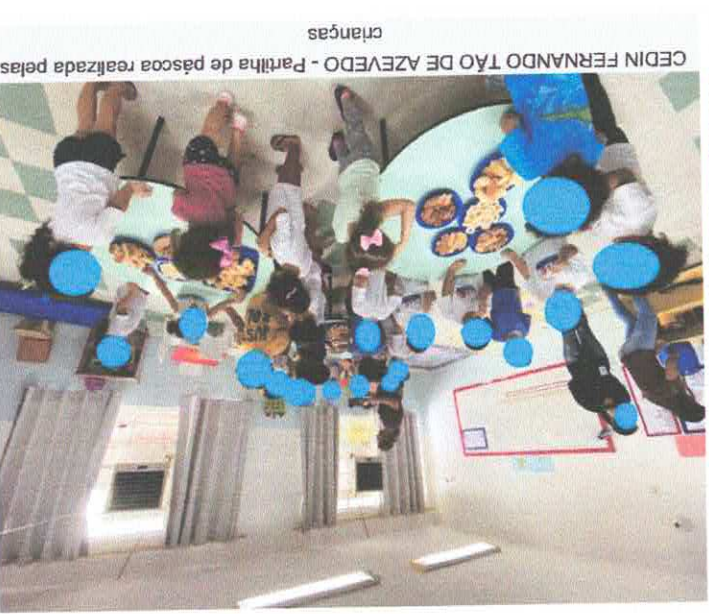 CEDIN FERNANDO TÃO DE AZEVEDO - Partilha de páscoa realizada pelas
crianças